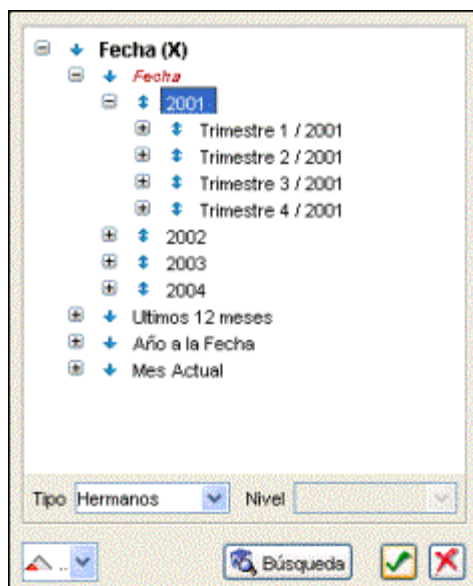 Fecha (X)
Fecha
2001
Trimestre 1 / 2001
Trimestre 2 / 2001
Trimestre 3 / 2001
Trimestre 4 / 2001
2002
2003
2004
Ultimos 12 meses
Año a la Fecha
Mes Actual
Tipo Hermanos Nivel
.. Búsqueda